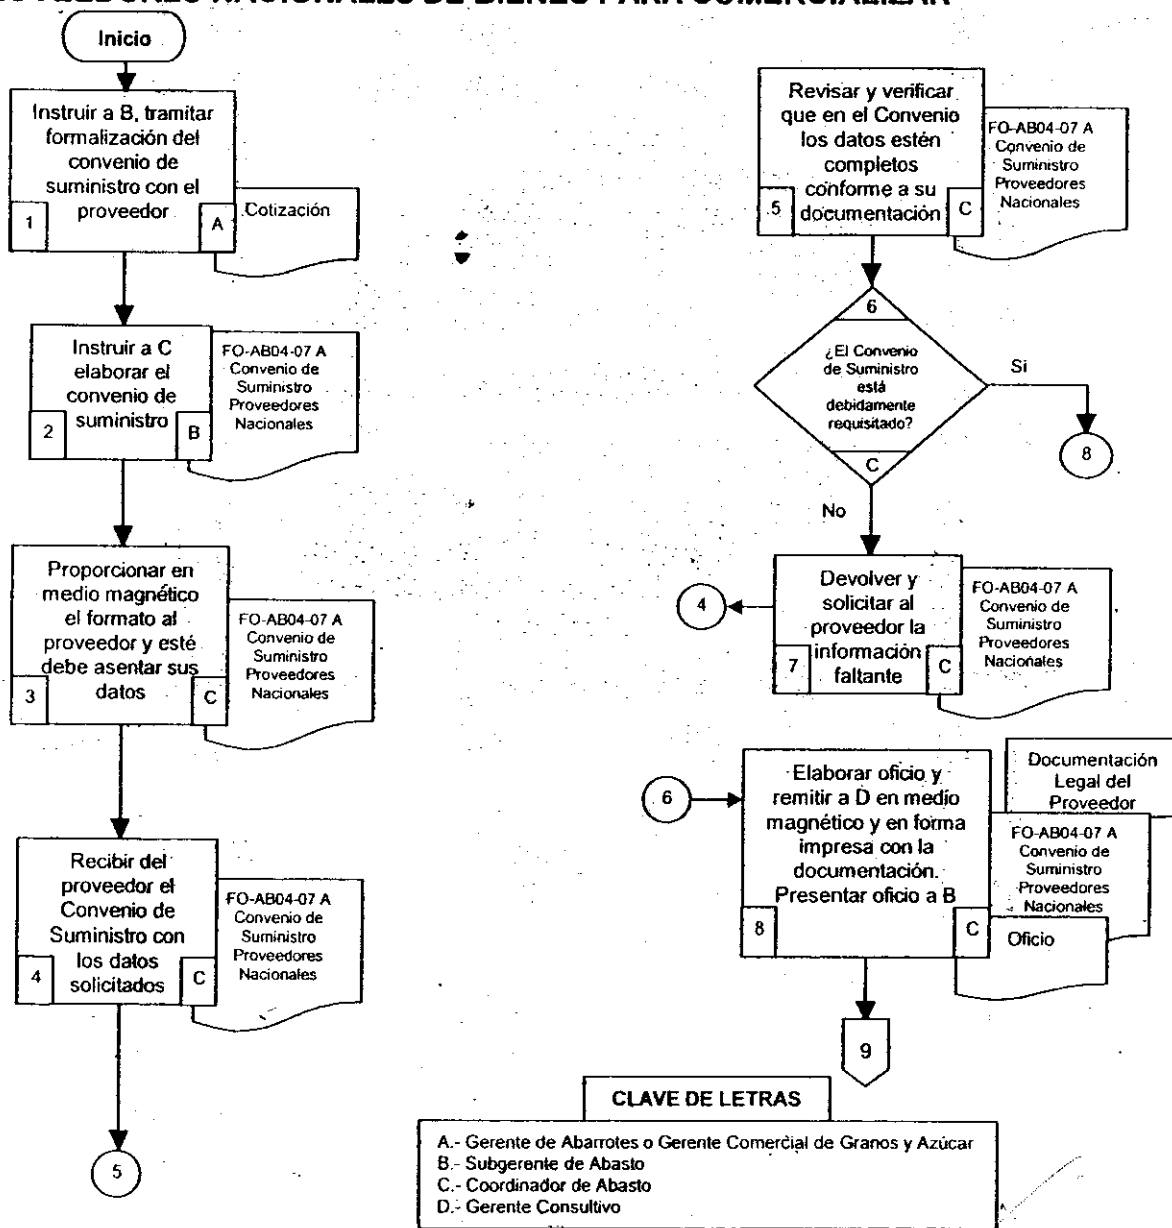 NACIONALES DE BIENES PARA COMERCIALIZAR
Inicio
Instruir a B, tramitar
formalización del
convenio de
suministro con el
proveedor
1
A
Cotización
Instruir a C
elaborar el
convenio de
suministro
2
B
FO-AB04-07 A
Convenio de
Suministro
Proveedores
Nacionales
Proporcionar en
medio magnético
el formato al
proveedor y esté
debe asentar sus
datos
3
C
FO-AB04-07 A
Convenio de
Suministro
Proveedores
Nacionales
Recibir del
proveedor el
Convenio de
Suministro con
los datos
solicitados
4
C
FO-AB04-07 A
Convenio de
Suministro
Proveedores
Nacionales
5
Revisar y verificar
que en el Convenio
los datos estén
completos
conforme a su
documentación
5
C
FO-AB04-07 A
Convenio de
Suministro
Proveedores
Nacionales
6
¿El Convenio
de Suministro
está
debidamente
requisitado?
C
Si
8
No
Devolver y
solicitar al
proveedor la
información
faltante
7
C
4
FO-AB04-07 A
Convenio de
Suministro
Proveedores
Nacionales
6
Elaborar oficio y
remitir a D en medio
magnético y en forma
impresa con la
documentación.
Presentar oficio a B
8
C
Documentación
Legal del
Proveedor
FO-AB04-07 A
Convenio de
Suministro
Proveedores
Nacionales
Oficio
9
CLAVE DE LETRAS
A.- Gerente de Abarrotes o Gerente Comercial de Granos y Azúcar
B.- Subgerente de Abasto
C.- Coordinador de Abasto
D.- Gerente Consultivo